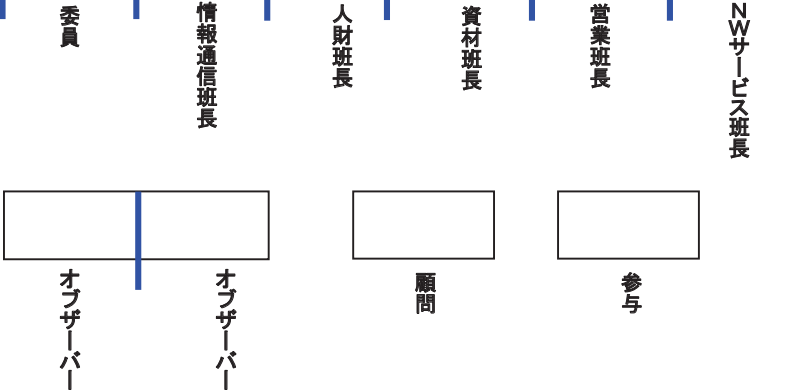 NWサービス班長
営業班長
資材班長
人財班長
情報通信班長
委員
参与
顧問
オブザーバー
オブザーバー